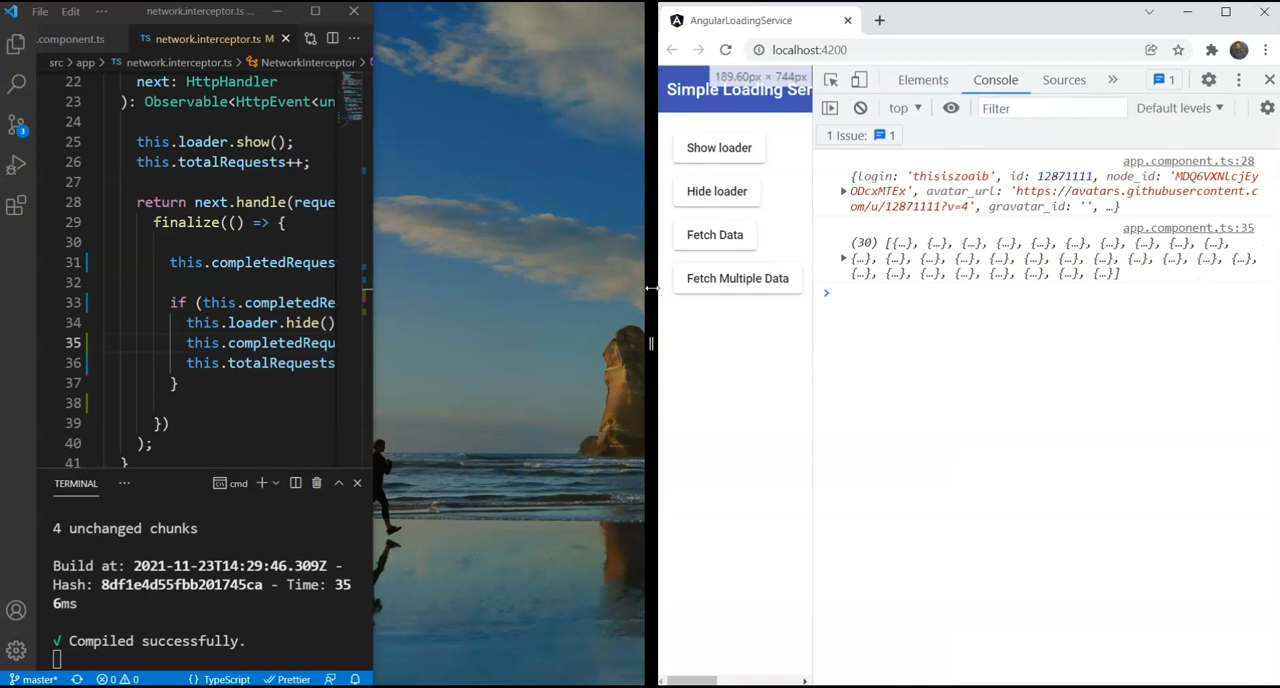 File Edit ··· network.interceptor.ts ...
.component.ts TS network.interceptor.ts M
src > app > TS network.interceptor.ts > NetworkInterceptor >
22 next: HttpHandler
23 ): Observable<HttpEvent<un
24
25 this.loader.show();
26 this.totalRequests++;
27
28 return next.handle(reque
29 finalize(() => {
30
31 this.completedRequest
32
33 if (this.completedRe
34 this.loader.hide()
35 this.completedRequ
36 this.totalRequests
37 }
38
39 })
40 );
41 }
3
TERMINAL ··· cmd
4 unchanged chunks
Build at: 2021-11-23T14:29:46.309Z -
Hash: 8df1e4d55fbb201745ca - Time: 35
6ms
√ Compiled successfully.
master* 0 0 { } TypeScript Prettier
AngularLoadingService
localhost:4200
189.60px × 744px
Simple Loading Ser
Show loader
Hide loader
Fetch Data
Fetch Multiple Data
Elements Console Sources » 1
top Filter Default levels
1 Issue: 1
app.component.ts:28
{login: 'thisiszoaib', id: 12871111, node_id: 'MDQ6VXNlcjEy
ODcxMTEx', avatar_url: 'https://avatars.githubusercontent.
com/u/12871111?v=4', gravatar_id: '', …}
app.component.ts:35
(30) [{…}, {…}, {…}, {…}, {…}, {…}, {…}, {…}, {…}, {…},
{…}, {…}, {…}, {…}, {…}, {…}, {…}, {…}, {…}, {…}, {…}, {…},
{…}, {…}, {…}, {…}, {…}, {…}, {…}, {…}]